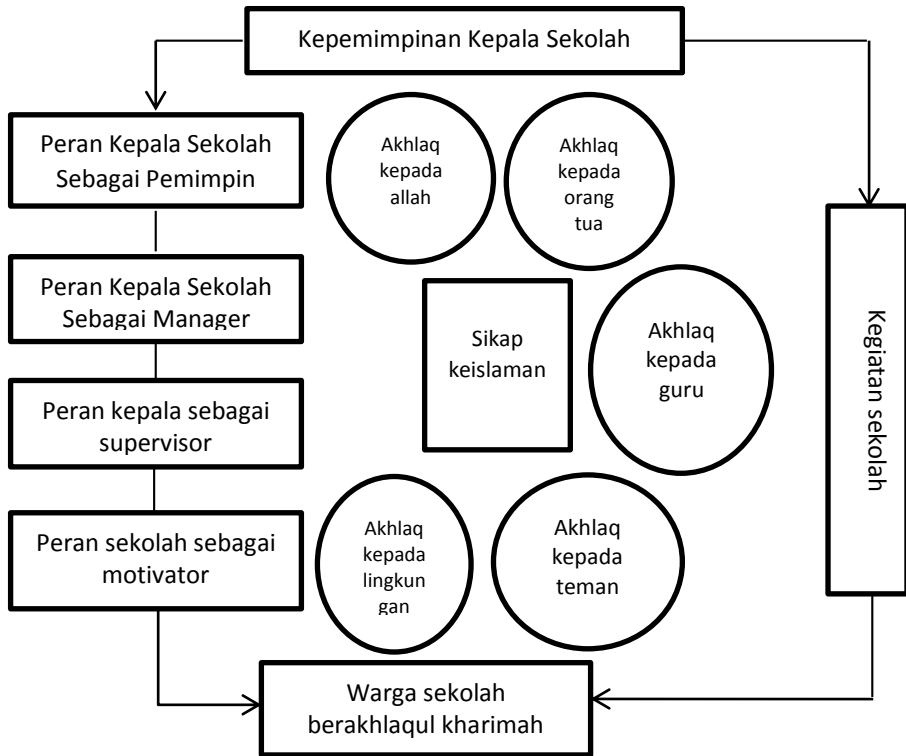 Kepemimpinan Kepala Sekolah
Peran Kepala Sekolah
Sebagai Pemimpin
Akhlaq
kepada
allah
Akhlaq
kepada
orang
tua
Peran Kepala Sekolah
Sebagai Manager
Sikap
keislaman
Akhlaq
kepada
guru
Kegiatan sekolah
Peran kepala sebagai
supervisor
Peran sekolah sebagai
motivator
Akhlaq
kepada
lingkun
gan
Akhlaq
kepada
teman
Warga sekolah
berakhlaqul kharimah